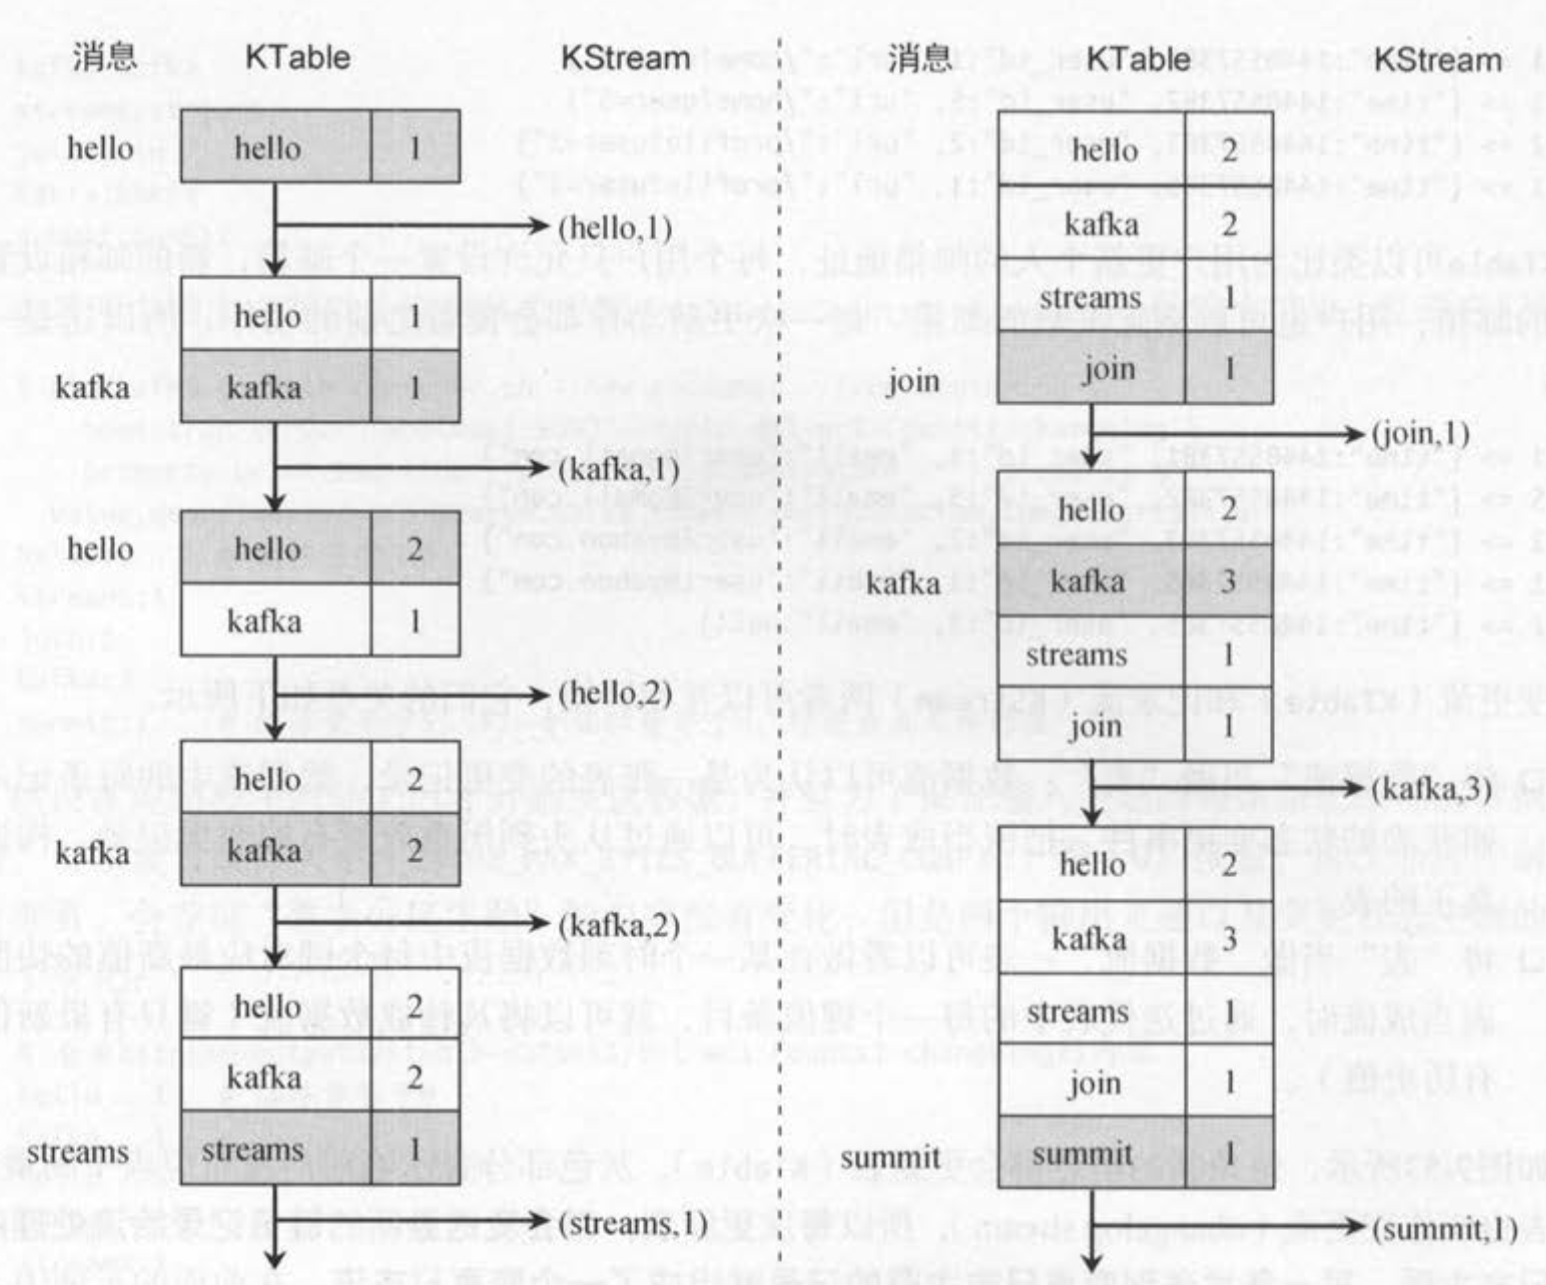 消息 KTable KStream
hello hello 1
(hello,1)
hello 1
kafka kafka 1
(kafka,1)
hello hello 2
kafka 1
(hello,2)
hello 2
kafka kafka 2
(kafka,2)
hello 2
kafka 2
streams streams 1
(streams,1)
消息 KTable KStream
hello 2
kafka 2
streams 1
join join 1
(join,1)
hello 2
kafka kafka 3
streams 1
join 1
(kafka,3)
hello 2
kafka 3
streams 1
join 1
summit summit 1
(summit,1)